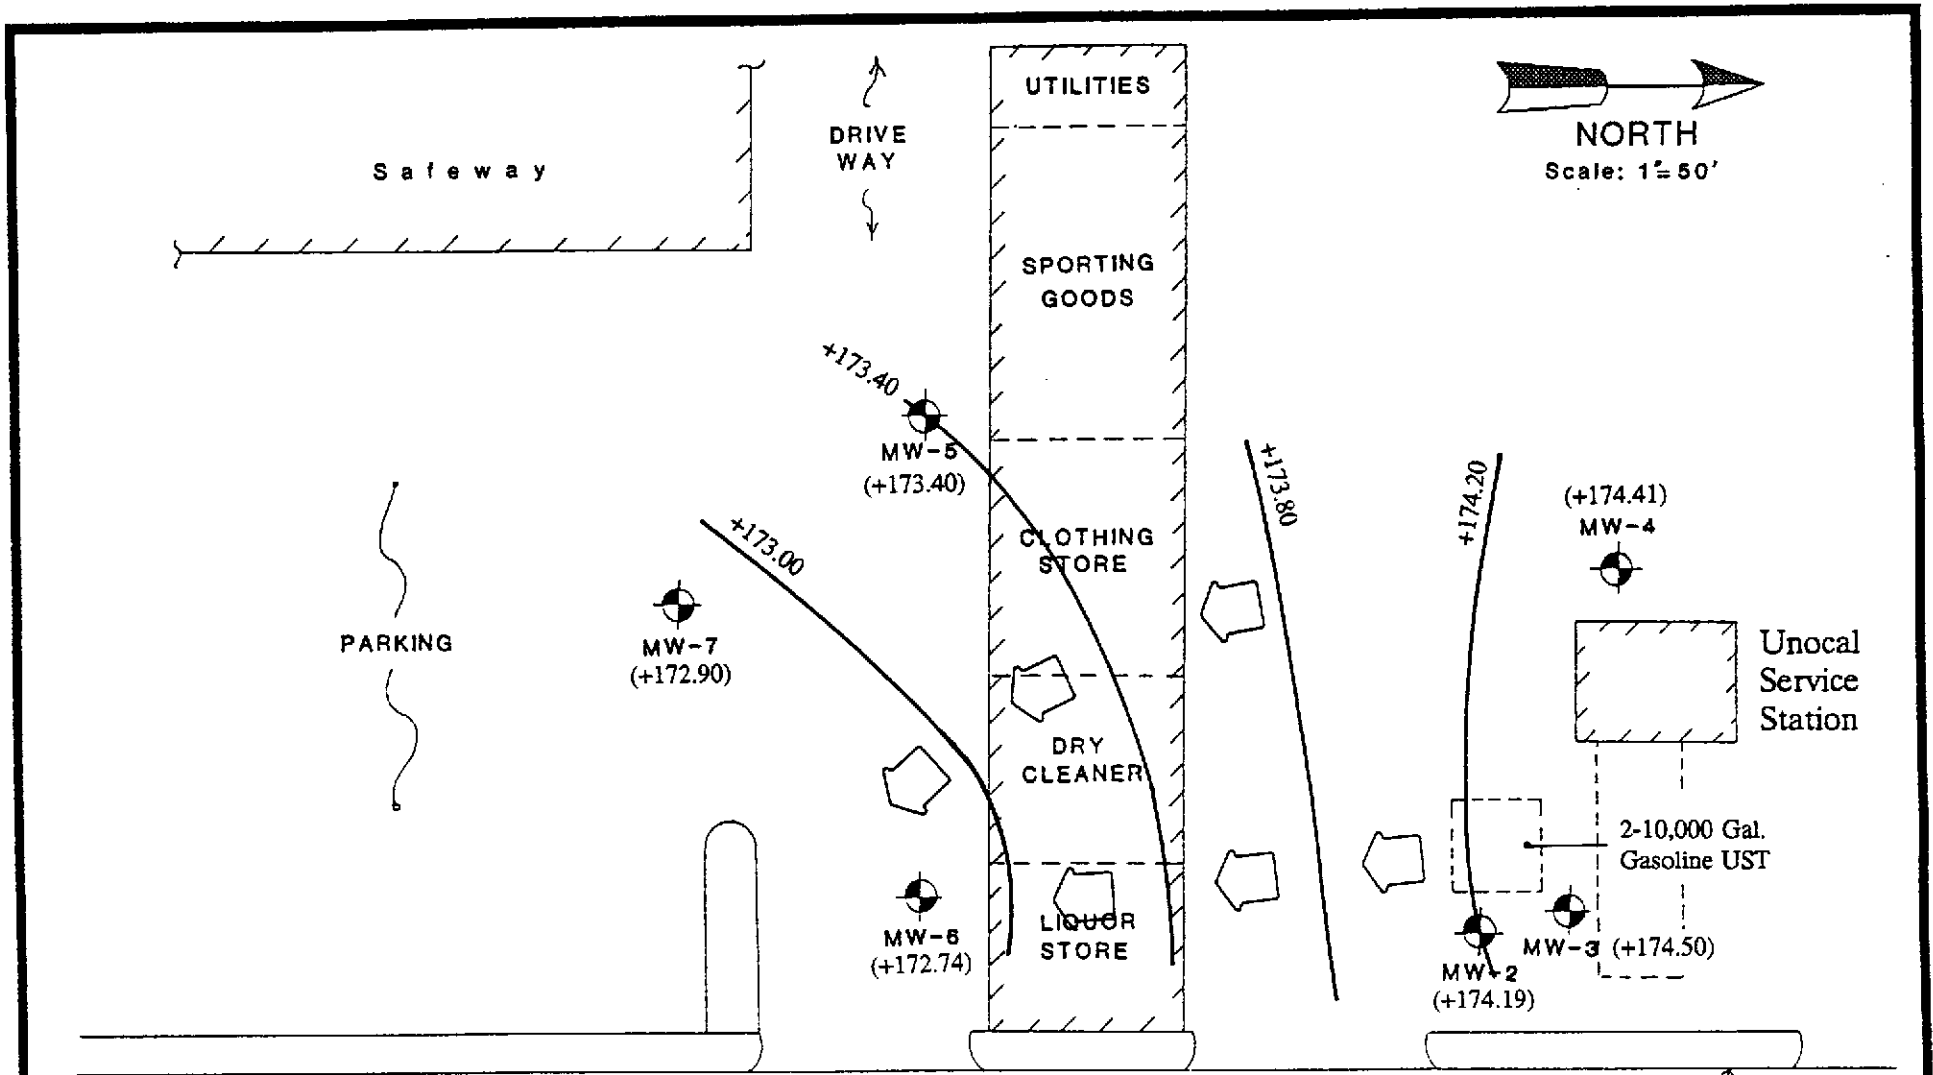 UTILITIES
NORTH
Scale: 1"=50'
DRIVE
WAY
Safeway
SPORTING
GOODS
+173.40
MW-5
(+173.40)
+173.80
+174.20
(+174.41)
MW-4
+173.00
CLOTHING
STORE
PARKING
MW-7
(+172.90)
Unocal
Service
Station
DRY
CLEANER
2-10,000 Gal.
Gasoline UST
MW-6
(+172.74)
LIQUOR
STORE
MW-3 (+174.50)
MW-2
(+174.19)